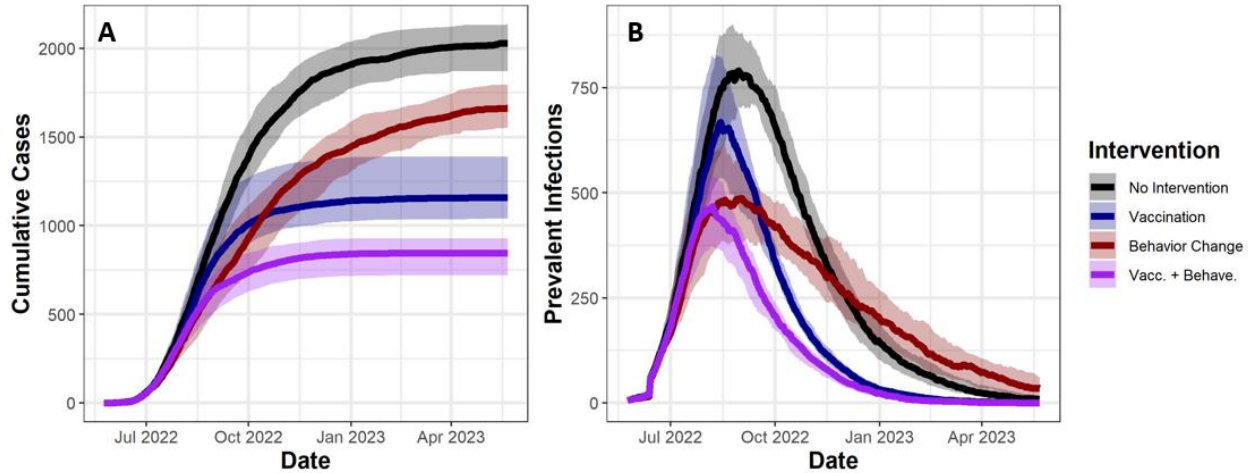 A
Cumulative Cases
2000
1500
1000
500
0
Jul 2022 Oct 2022 Jan 2023 Apr 2023
Date
B
Prevalent Infections
750
500
250
0
Jul 2022 Oct 2022 Jan 2023 Apr 2023
Date
Intervention
No Intervention
Vaccination
Behavior Change
Vacc. + Behave.